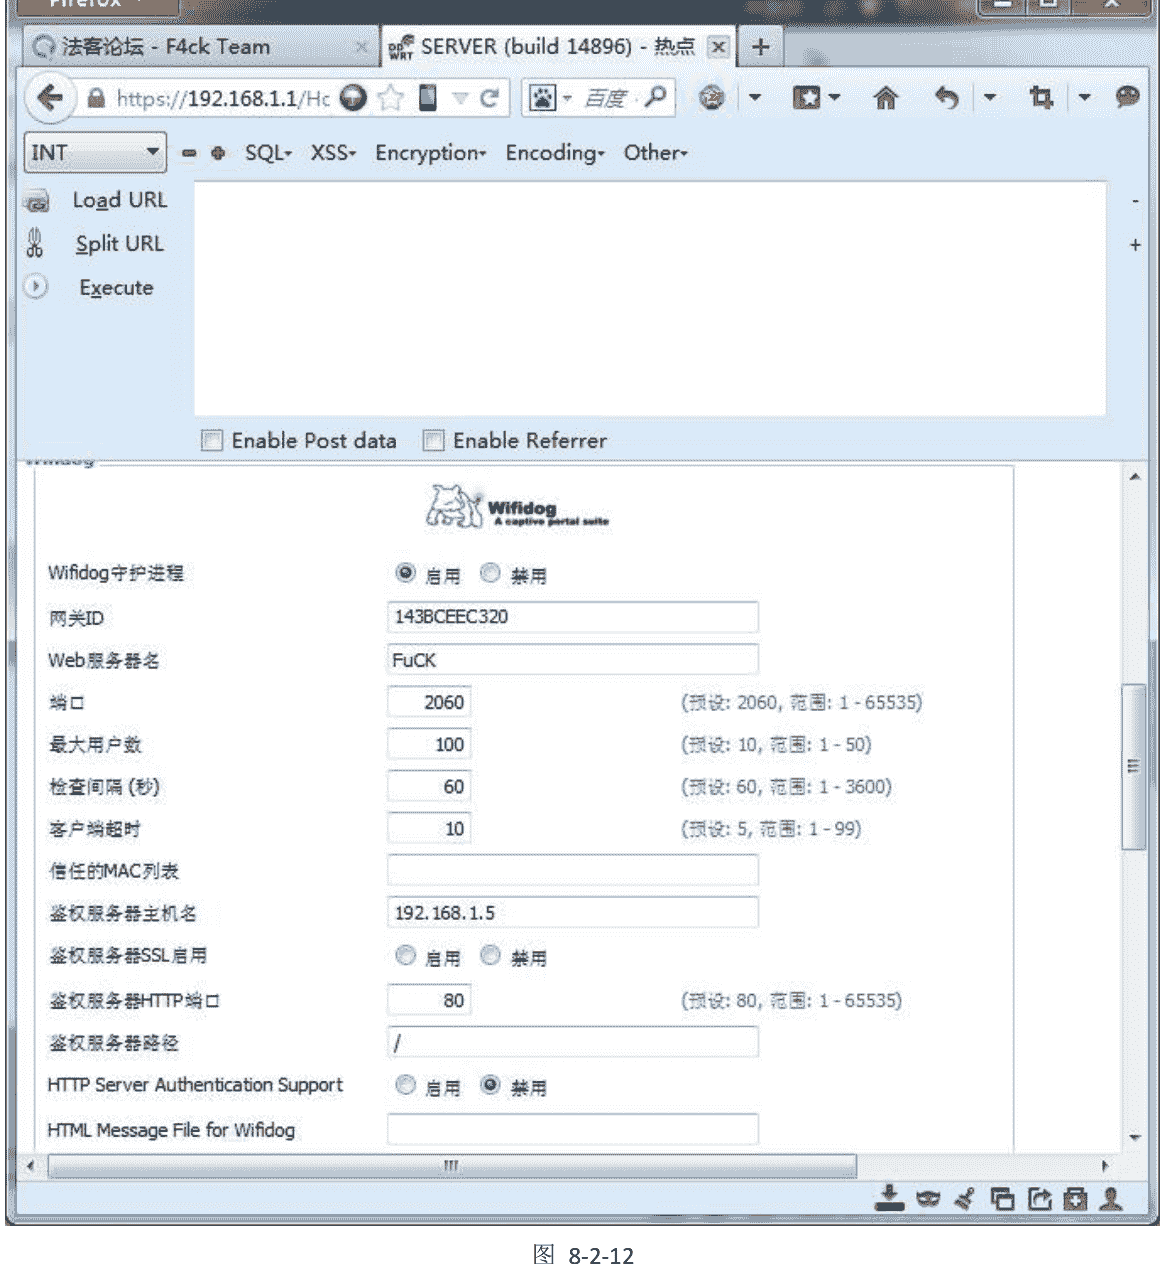 Firefox
法客论坛 - F4ck Team
SERVER (build 14896) - 热点
https://192.168.1.1/Hc
百度
INT
SQL- XSS- Encryption- Encoding- Other-
Load URL
Split URL
Execute
Enable Post data Enable Referrer
Wifidog
Wifidog
A captive portal suite
Wifidog守护进程 启用 禁用
网关ID 143BCEEC320
Web服务器名 FuCK
端口 2060 (预设: 2060, 范围: 1 - 65535)
最大用户数 100 (预设: 10, 范围: 1 - 50)
检查间隔 (秒) 60 (预设: 60, 范围: 1 - 3600)
客户端超时 10 (预设: 5, 范围: 1 - 99)
信任的MAC列表
鉴权服务器主机名 192.168.1.5
鉴权服务器SSL启用 启用 禁用
鉴权服务器HTTP端口 80 (预设: 80, 范围: 1 - 65535)
鉴权服务器路径 /
HTTP Server Authentication Support 启用 禁用
HTML Message File for Wifidog
图 8-2-12